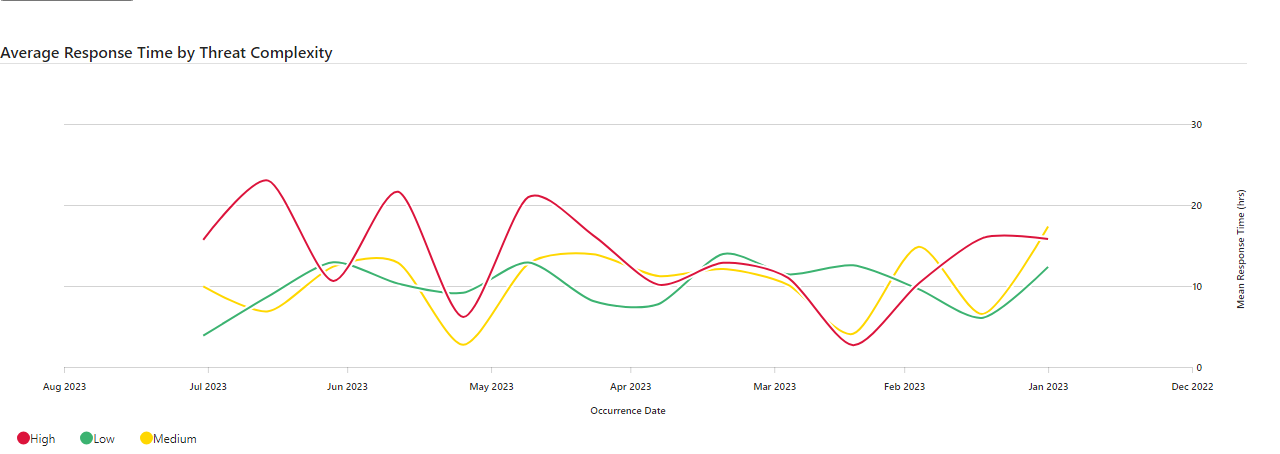 Average Response Time by Threat Complexity
30
20
10
0
Mean Response Time (hrs)
Aug 2023 Jul 2023 Jun 2023 May 2023 Apr 2023 Mar 2023 Feb 2023 Jan 2023 Dec 2022
Occurrence Date
High Low Medium